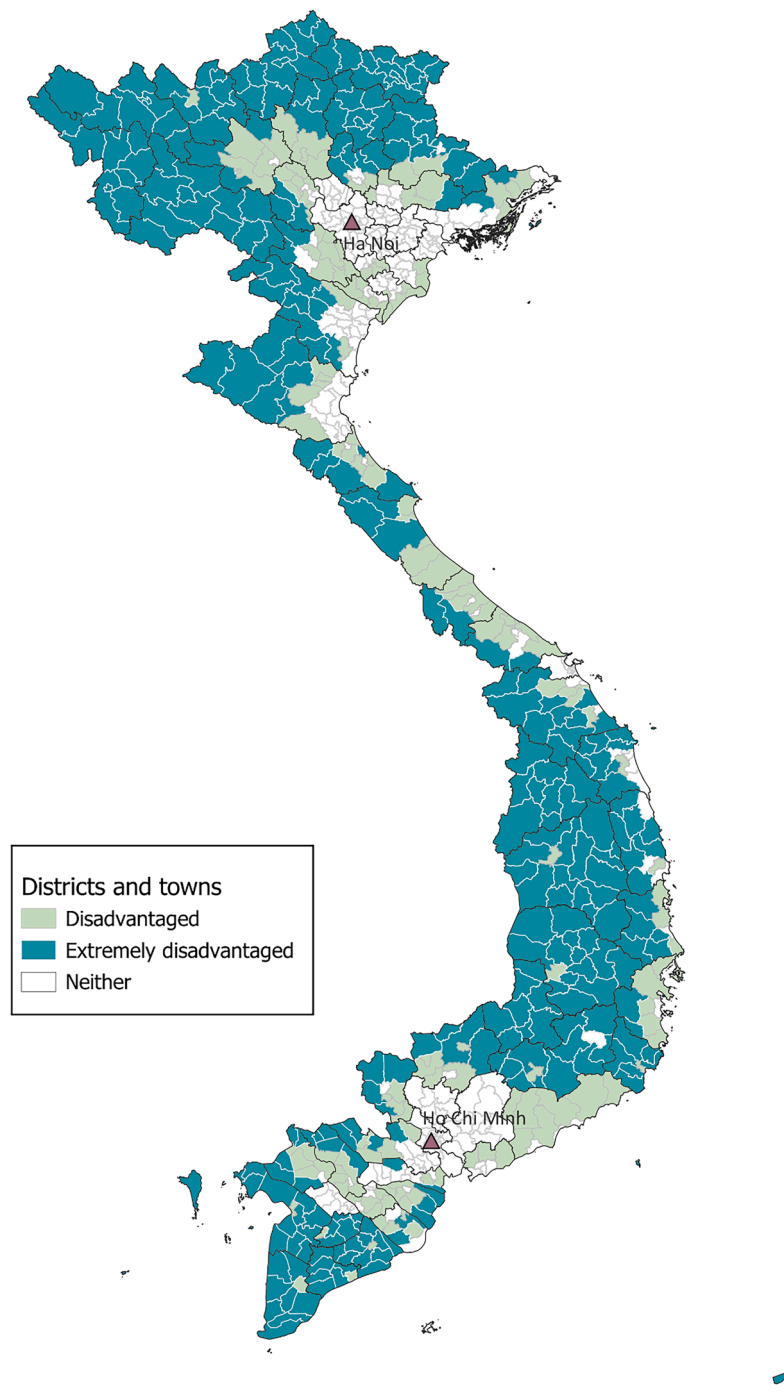 Ha Noi
Districts and towns
Disadvantaged
Extremely disadvantaged
Neither
Ho Chi Minh